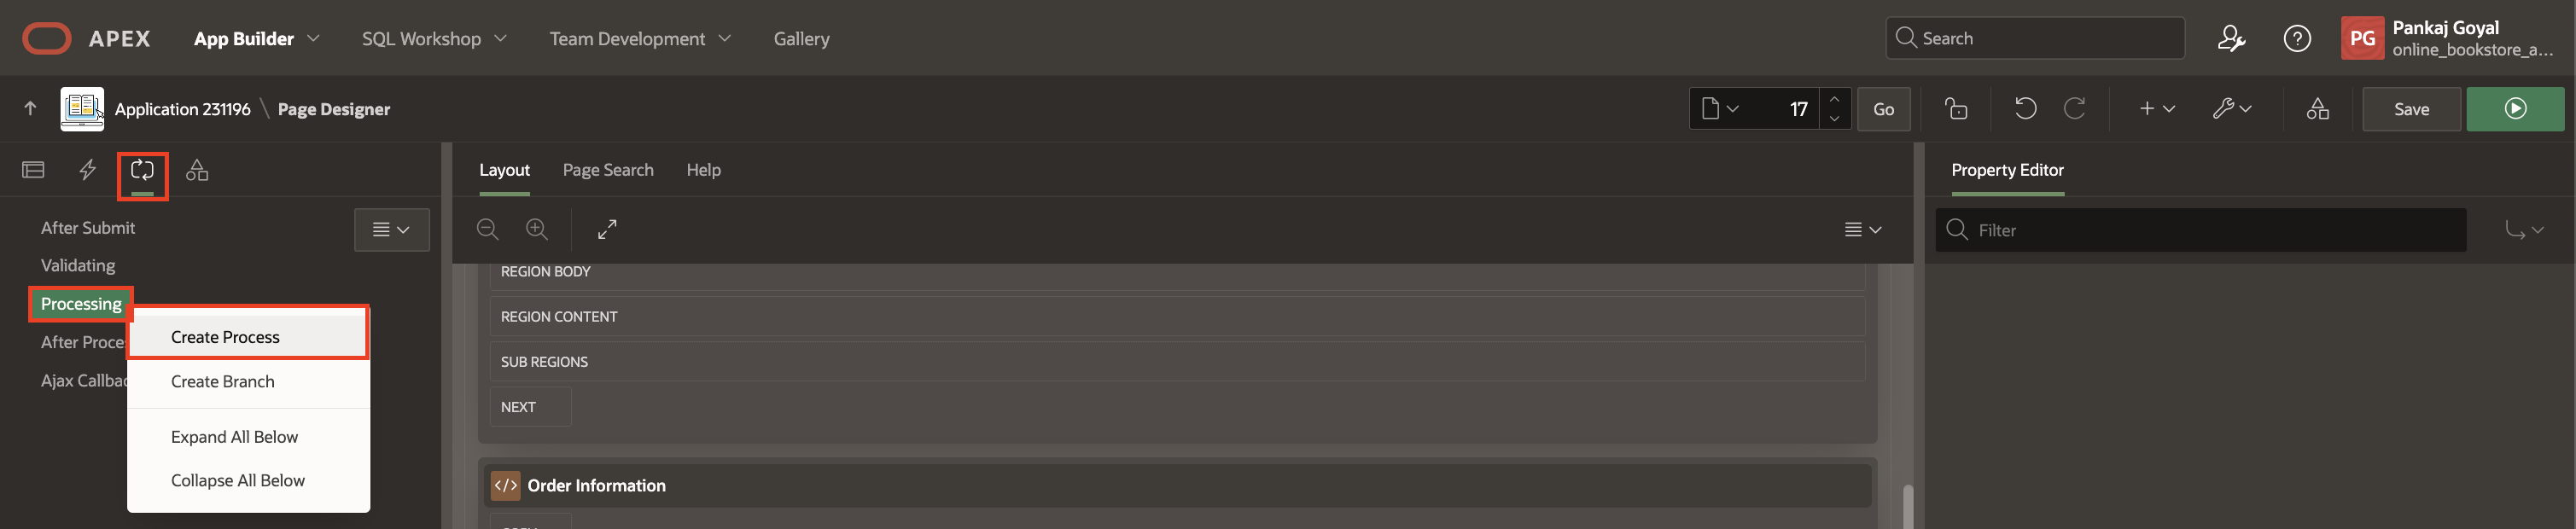 APEX App Builder SQL Workshop Team Development Gallery Search PG Pankaj Goyal
online_bookstore_a...
Application 231196 \ Page Designer 17 Go Save
Layout Page Search Help Property Editor
After Submit
Filter
Validating
REGION BODY
Processing
REGION CONTENT
Create Process
After Proce
SUB REGIONS
Ajax Callba
Create Branch
NEXT
Expand All Below
Collapse All Below
</> Order Information